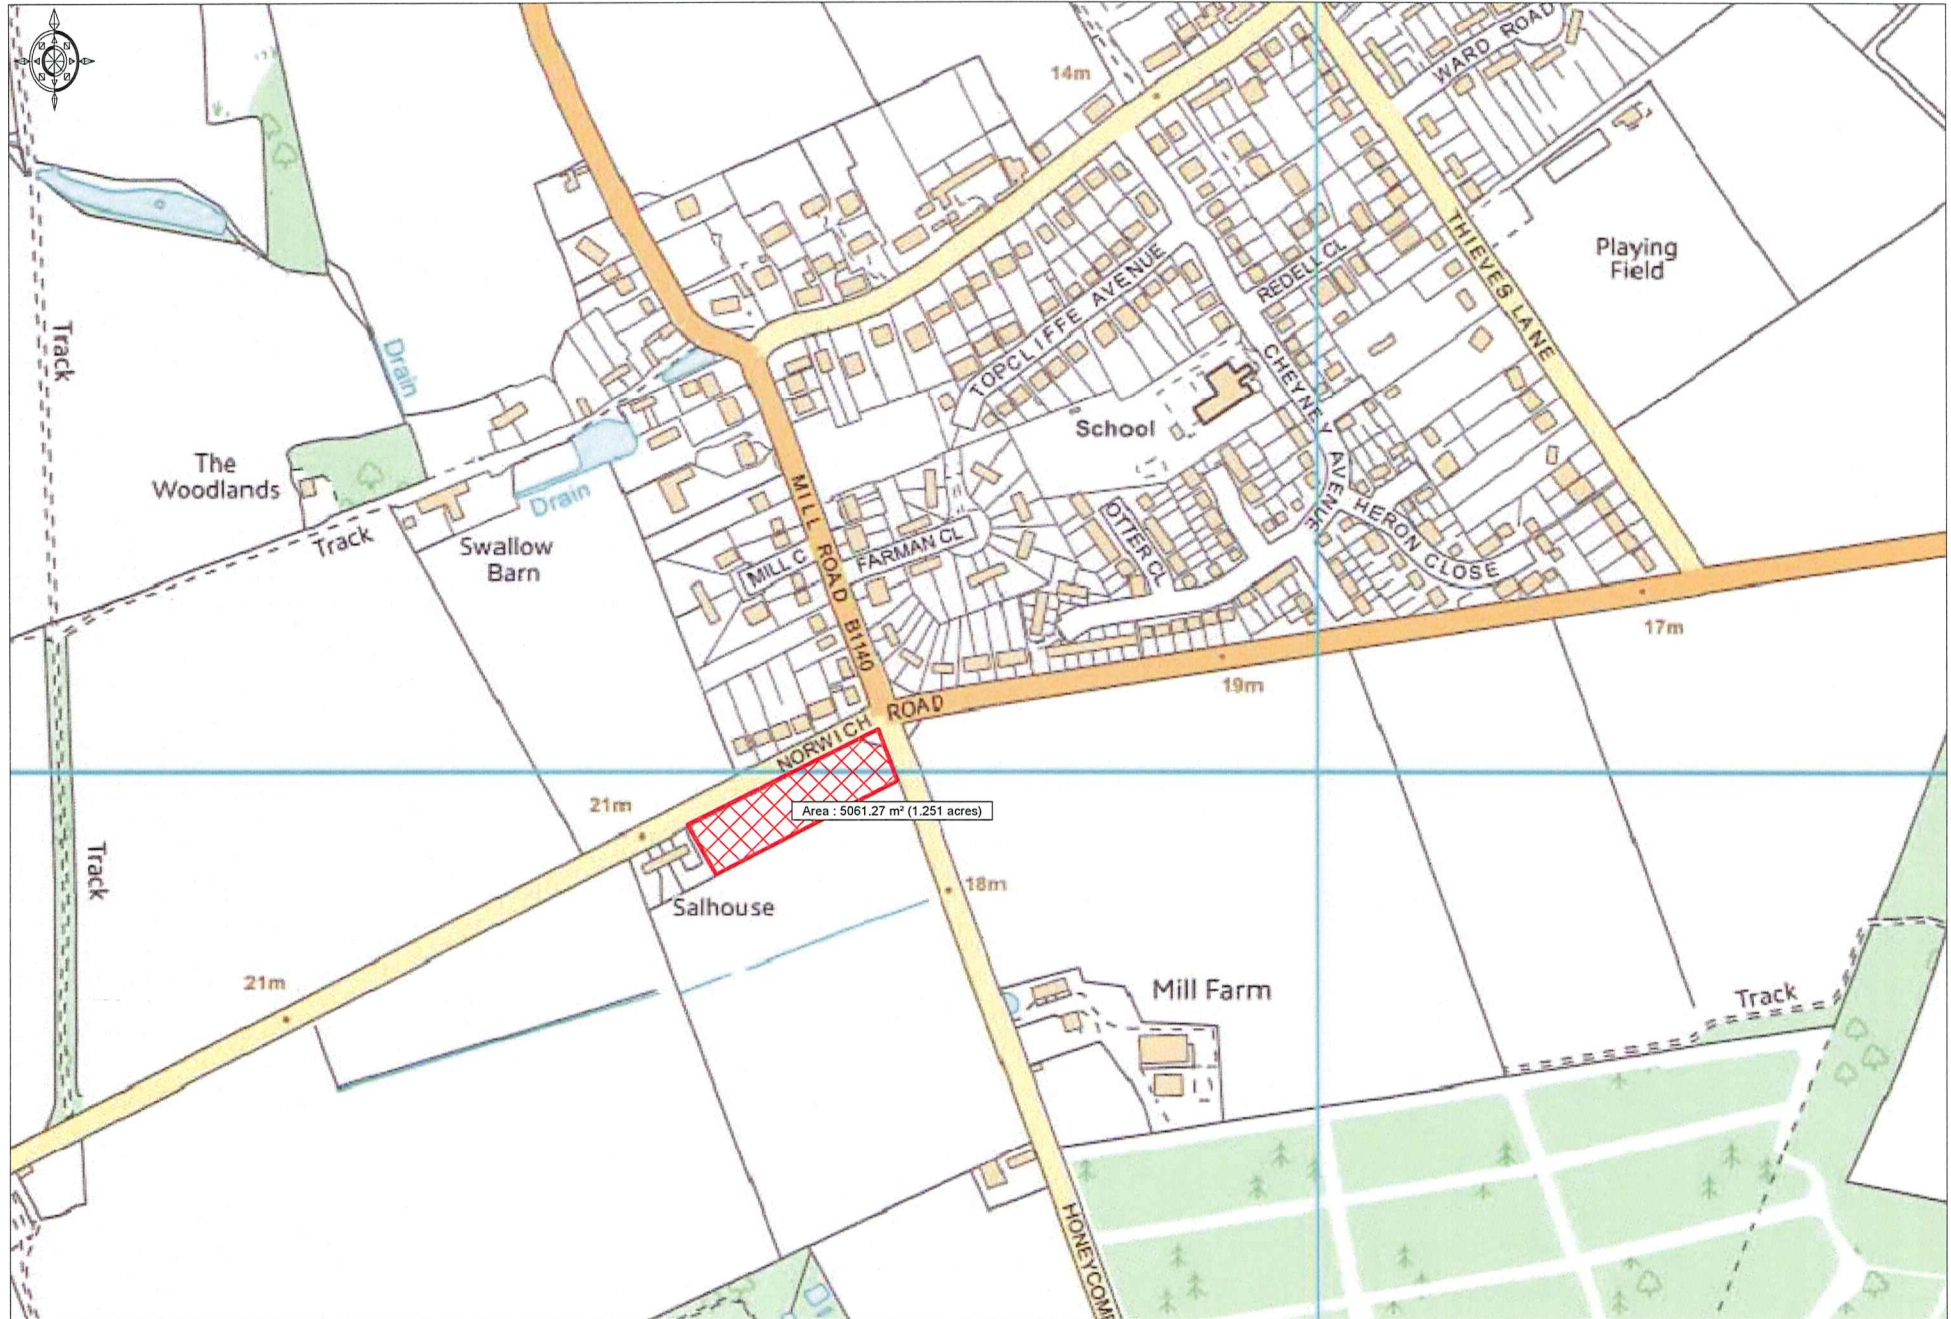 WARD ROAD
14m
THIEVES LANE
Playing
Field
REDELL CL
TOPCLIFFE AVENUE
Track
Drain
CHEYNEY AVENUE
School
AVENUE
The
Woodlands
Drain
MILL ROAD B1140
Track
Swallow
Barn
MILL C
FARMAN CL
OTTER CL
HERON CLOSE
17m
19m
NORWICH ROAD
21m
Area : 5061.27 m² (1.251 acres)
Track
18m
Salhouse
21m
Mill Farm
Track
HONEYCOM